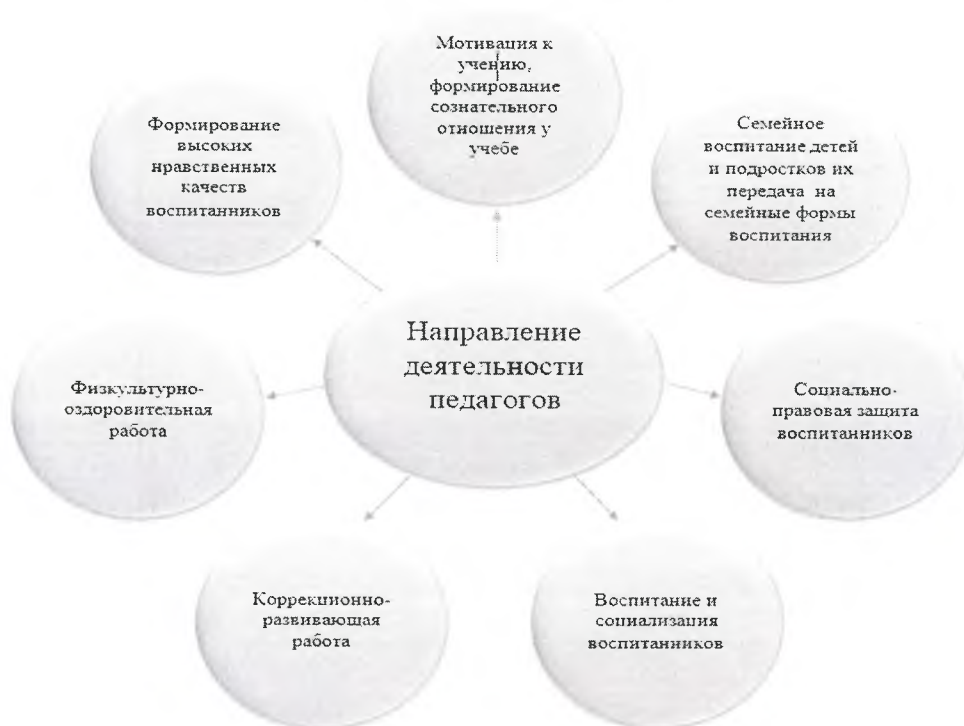 Мотивация к
учению,
формирование
сознательного
отношения у
учебе
Формирование
высоких
нравственных
качеств
воспитанников
Семейное
воспитание детей
и подростков их
передача на
семейные формы
воспитания
Направление
деятельности
педагогов
Физкультурно-
оздоровительная
работа
Социально-
правовая защита
воспитанников
Коррекционно-
развивающая
работа
Воспитание и
социализация
воспитанников